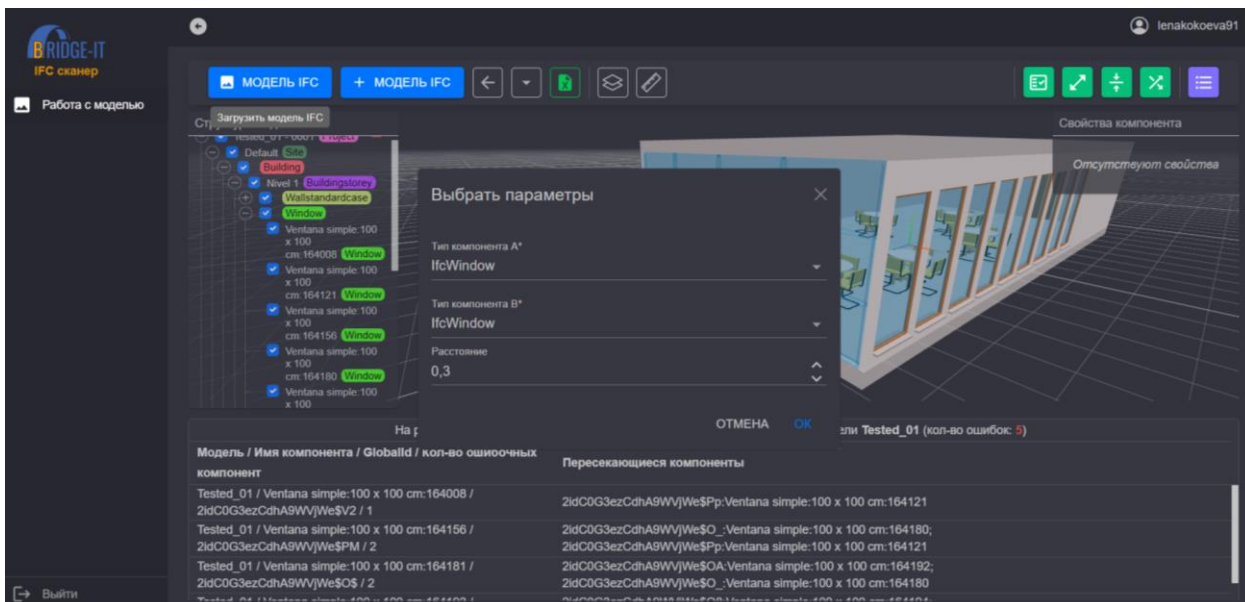 BRIDGE-IT
IFC сканер
Работа с моделью
Выйти
lenakokoeva91
МОДЕЛЬ IFC
+ МОДЕЛЬ IFC
Загрузить модель IFC
Tested_01 - 0001 Project
Default Site
Building
Nivel 1 Buildingstorey
Wallstandardcase
Window
Ventana simple:100
x 100
cm:164008 Window
Ventana simple:100
x 100
cm:164121 Window
Ventana simple:100
x 100
cm:164156 Window
Ventana simple:100
x 100
cm:164180 Window
Ventana simple:100
x 100
Выбрать параметры
Тип компонента A*
IfcWindow
Тип компонента B*
IfcWindow
Расстояние
0,3
ОТМЕНА
ОК
Свойства компонента
Отсутствуют свойства
На
Tested_01 (кол-во ошибок: 5)
Модель / Имя компонента / GlobalId / кол-во ошибочных
компонент
Пересекающиеся компоненты
Tested_01 / Ventana simple:100 x 100 cm:164008 /
2idC0G3ezCdhA9WVjWe$V2 / 1
2idC0G3ezCdhA9WVjWe$Pp:Ventana simple:100 x 100 cm:164121
Tested_01 / Ventana simple:100 x 100 cm:164156 /
2idC0G3ezCdhA9WVjWe$PM / 2
2idC0G3ezCdhA9WVjWe$O_:Ventana simple:100 x 100 cm:164180;
2idC0G3ezCdhA9WVjWe$Pp:Ventana simple:100 x 100 cm:164121
Tested_01 / Ventana simple:100 x 100 cm:164181 /
2idC0G3ezCdhA9WVjWe$O$ / 2
2idC0G3ezCdhA9WVjWe$OA:Ventana simple:100 x 100 cm:164192;
2idC0G3ezCdhA9WVjWe$O_:Ventana simple:100 x 100 cm:164180